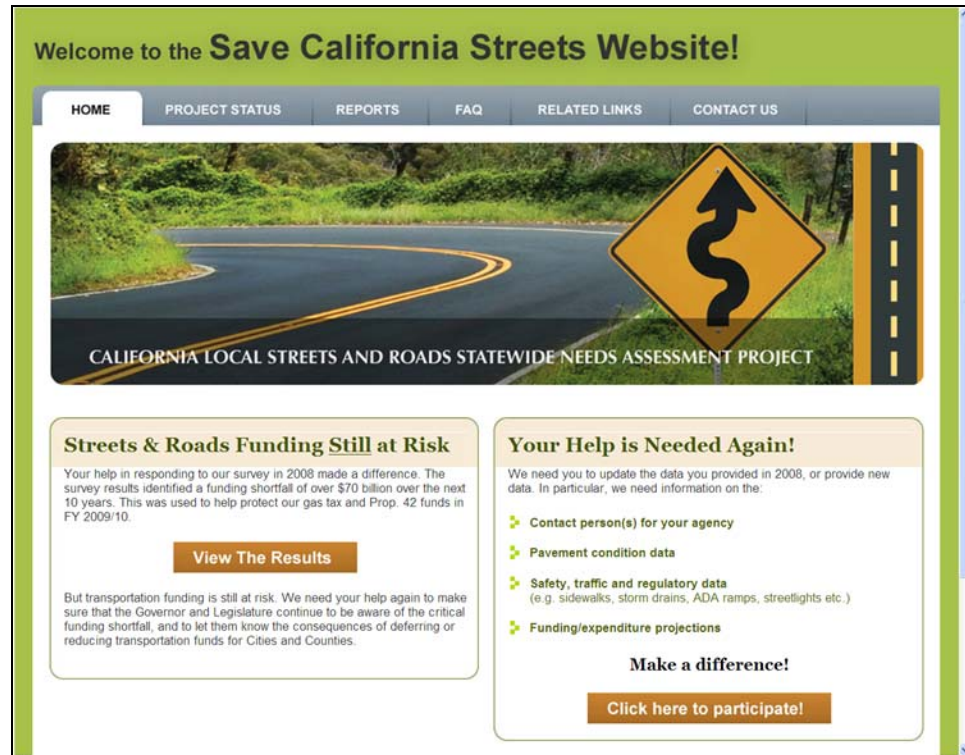 Welcome to the Save California Streets Website!
HOME PROJECT STATUS REPORTS FAQ RELATED LINKS CONTACT US
CALIFORNIA LOCAL STREETS AND ROADS STATEWIDE NEEDS ASSESSMENT PROJECT
Streets & Roads Funding Still at Risk
Your help in responding to our survey in 2008 made a difference. The
survey results identified a funding shortfall of over $70 billion over the next
10 years. This was used to help protect our gas tax and Prop. 42 funds in
FY 2009/10.
View The Results
But transportation funding is still at risk. We need your help again to make
sure that the Governor and Legislature continue to be aware of the critical
funding shortfall, and to let them know the consequences of deferring or
reducing transportation funds for Cities and Counties.
Your Help is Needed Again!
We need you to update the data you provided in 2008, or provide new
data. In particular, we need information on the:
Contact person(s) for your agency
Pavement condition data
Safety, traffic and regulatory data
(e.g. sidewalks, storm drains, ADA ramps, streetlights etc.)
Funding/expenditure projections
Make a difference!
Click here to participate!